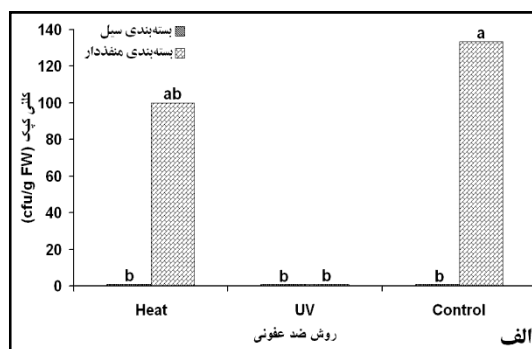 بسته‌بندی سیل
بسته‌بندی منفذدار
کلنی کپک (cfu/g FW)
140
120
100
80
60
40
20
0
b
ab
b
b
b
a
Heat
UV
Control
روش ضد عفونی
الف